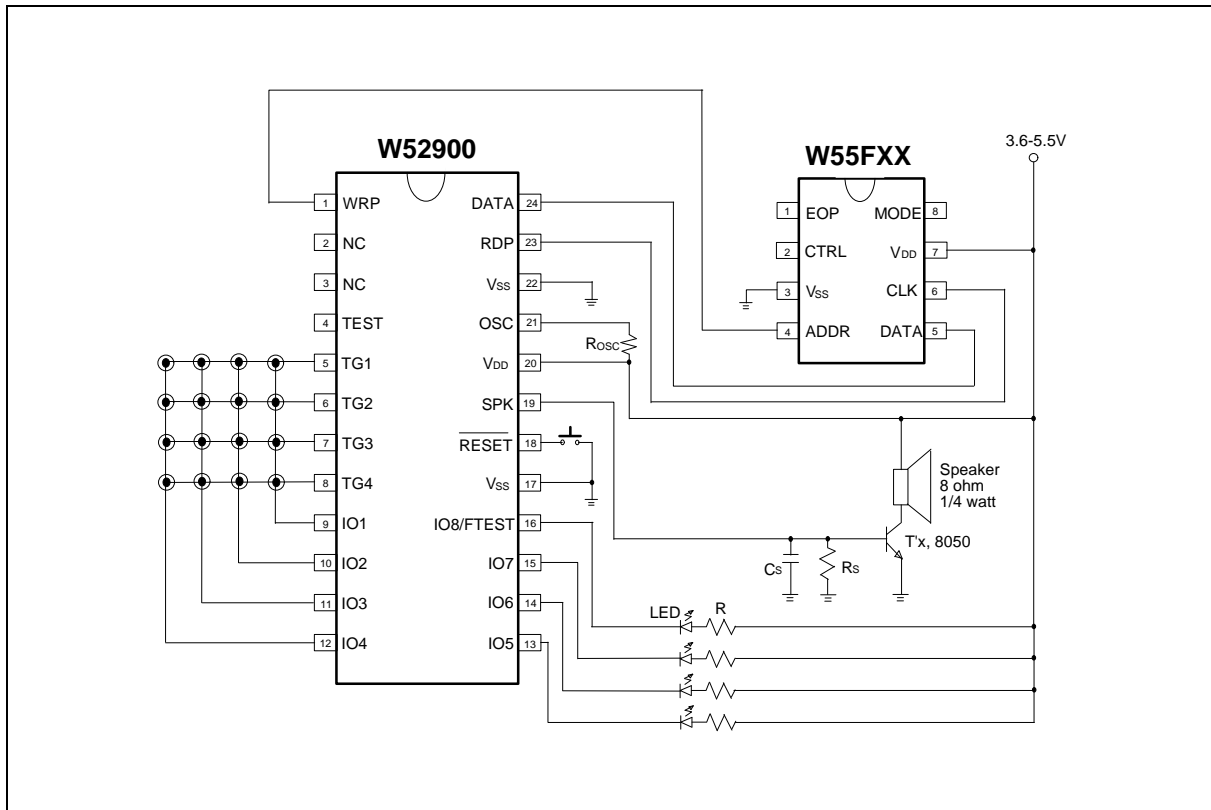 3.6-5.5V
W52900
W55FXX
1 WRP DATA 24
2 NC RDP 23
3 NC VSS 22
4 TEST OSC 21
5 TG1 VDD 20
6 TG2 SPK 19
7 TG3 RESET 18
8 TG4 VSS 17
9 IO1 IO8/FTEST 16
10 IO2 IO7 15
11 IO3 IO6 14
12 IO4 IO5 13
ROSC
1 EOP MODE 8
2 CTRL VDD 7
3 VSS CLK 6
4 ADDR DATA 5
Speaker
8 ohm
1/4 watt
T'x, 8050
CS
RS
LED
R